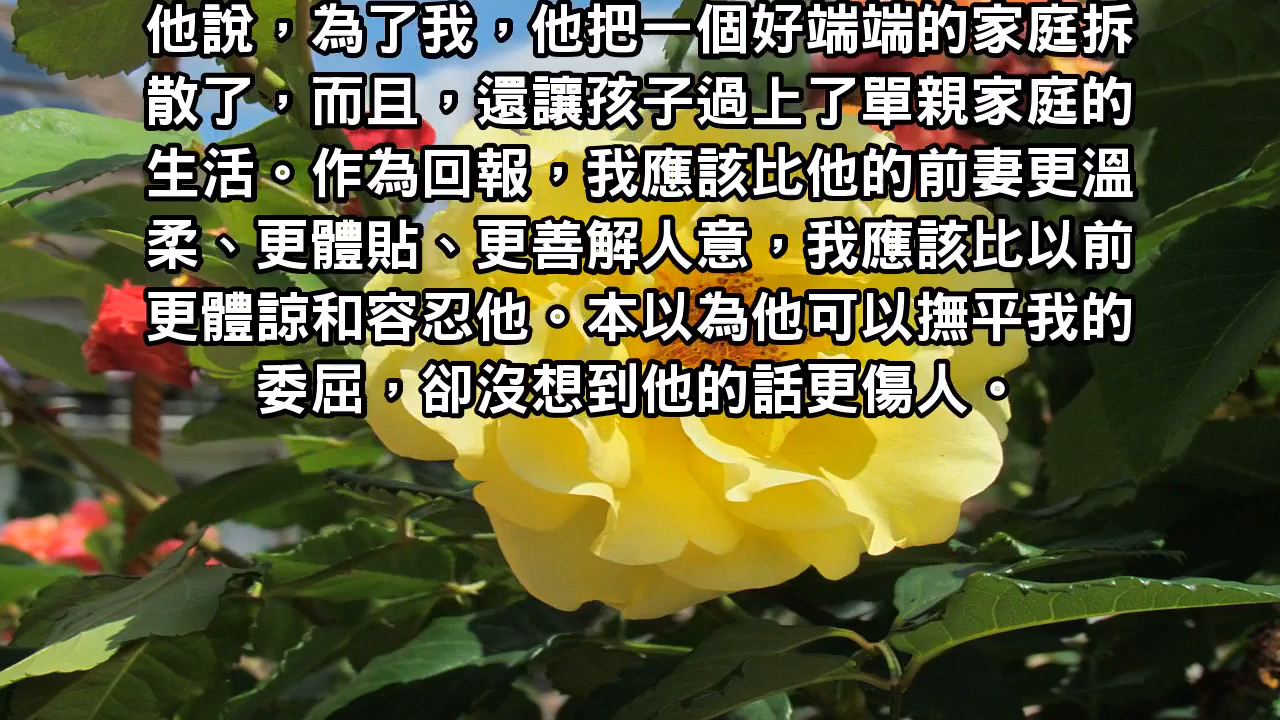 他說，為了我，他把一個好端端的家庭拆
散了，而且，還讓孩子過上了單親家庭的
生活。作為回報，我應該比他的前妻更溫
柔、更體貼、更善解人意，我應該比以前
更體諒和容忍他。本以為他可以撫平我的
委屈，卻沒想到他的話更傷人。